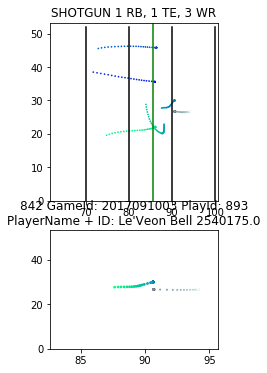 SHOTGUN 1 RB, 1 TE, 3 WR
50
40
30
20
10
0
70 80 90 100
842 GameId: 2017091003 PlayId: 893
PlayerName + ID: Le'Veon Bell 2540175.0
40
20
0
85 90 95